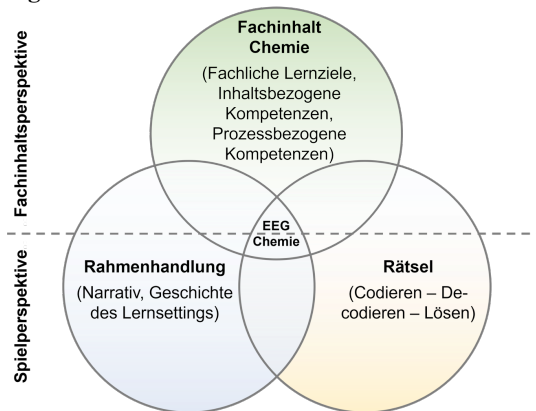 Fachinhaltsperspektive
Fachinhalt
Chemie
(Fachliche Lernziele,
Inhaltsbezogene
Kompetenzen,
Prozessbezogene
Kompetenzen)
EEG
Chemie
Spielperspektive
Rahmenhandlung
(Narrativ, Geschichte
des Lernsettings)
Rätsel
(Codieren – De-
codieren – Lösen)